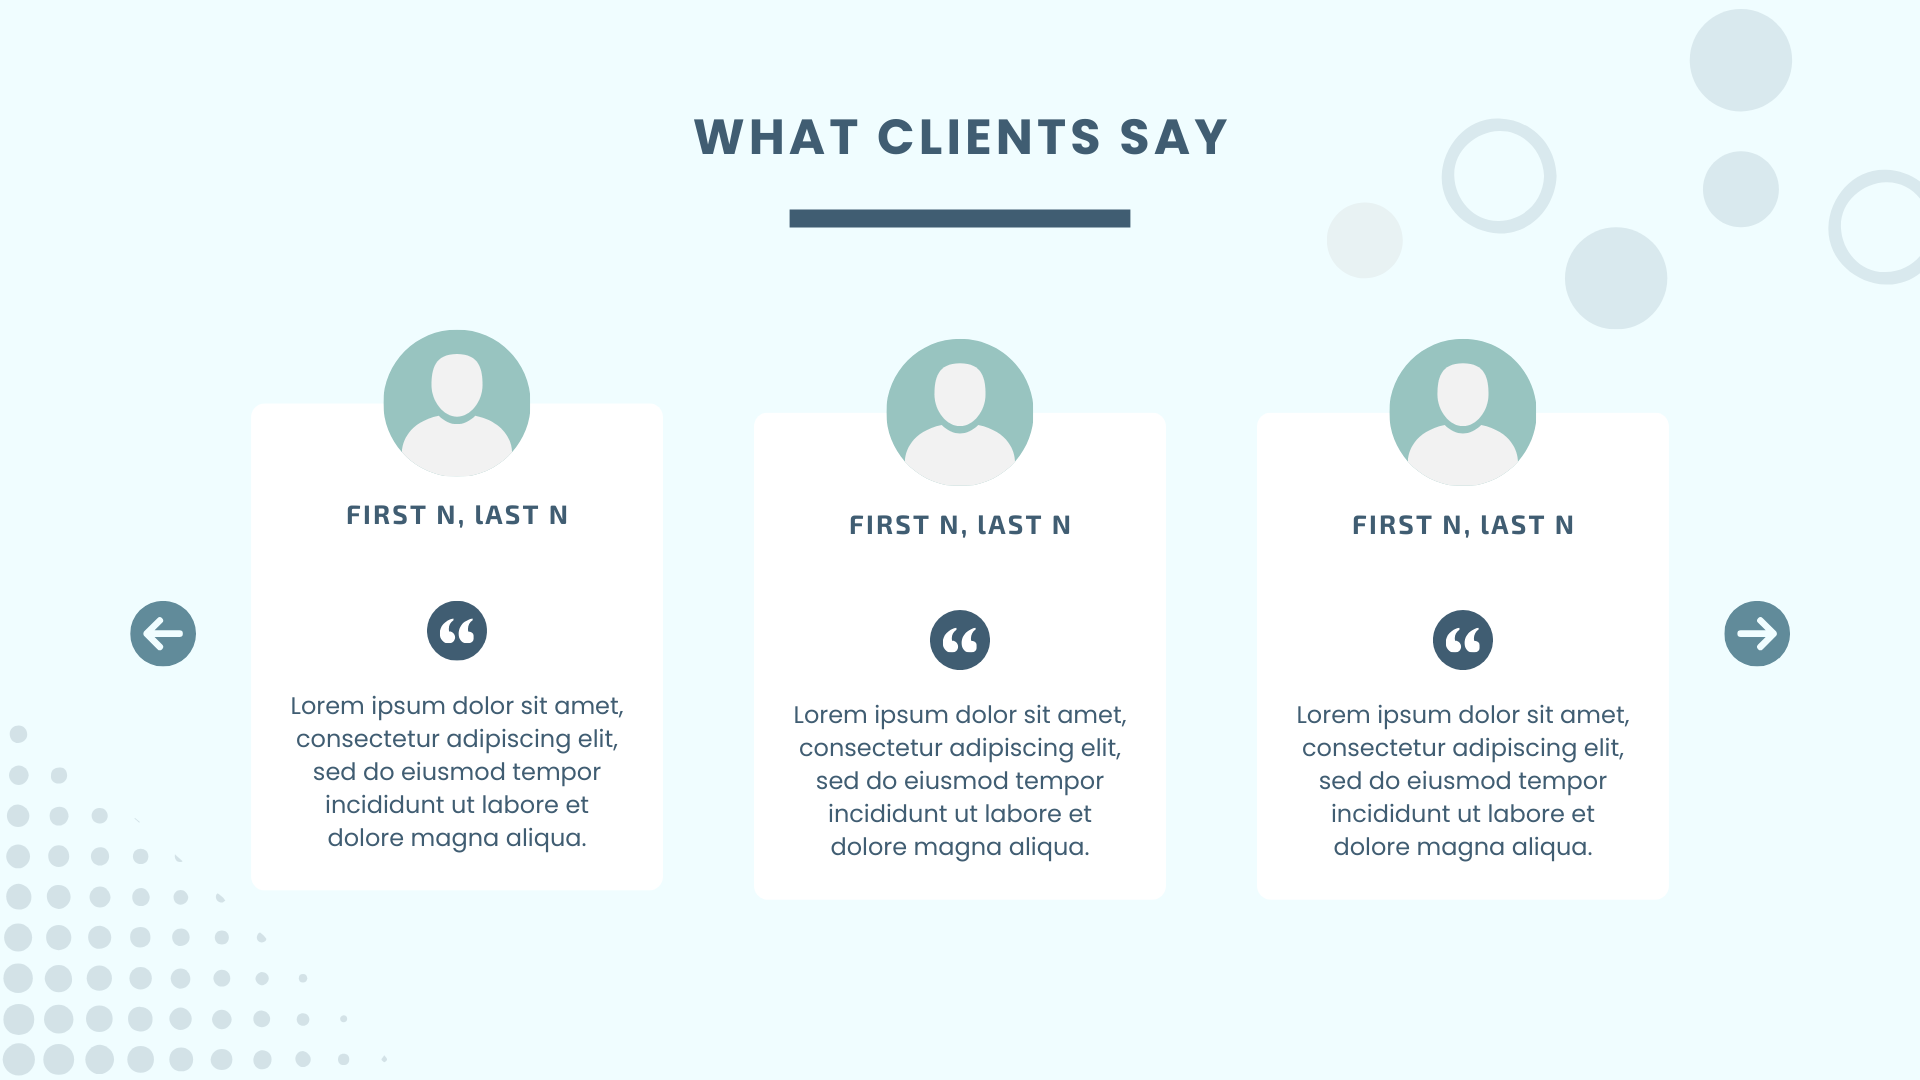 WHAT CLIENTS SAY
FIRST N, lAST N
Lorem ipsum dolor sit amet,
consectetur adipiscing elit,
sed do eiusmod tempor
incididunt ut labore et
dolore magna aliqua.
FIRST N, lAST N
Lorem ipsum dolor sit amet,
consectetur adipiscing elit,
sed do eiusmod tempor
incididunt ut labore et
dolore magna aliqua.
FIRST N, lAST N
Lorem ipsum dolor sit amet,
consectetur adipiscing elit,
sed do eiusmod tempor
incididunt ut labore et
dolore magna aliqua.